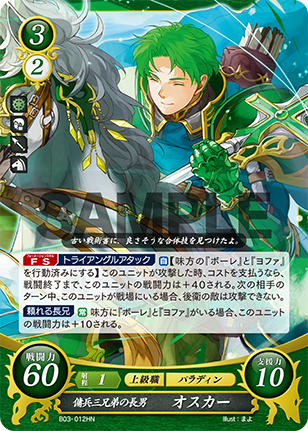 3
2
SAMPLE
古い戦術書に、良さそうな合体技を見つけたよ。
FS トライアングルアタック 自 【味方の『ボーレ』と『ヨファ』
を行動済みにする】このユニットが攻撃した時、コストを支払うなら、
戦闘終了まで、このユニットの戦闘力は+40される。次の相手の
ターン中、このユニットが戦場にいる場合、後衛の敵は攻撃できない。
頼れる長兄 常 味方に『ボーレ』と『ヨファ』がいる場合、このユニット
の戦闘力は+10される。
戦闘力
60
射程 1 上級職 パラディン
支援力
10
傭兵三兄弟の長男 オスカー
B03-012HN Illust:まよ